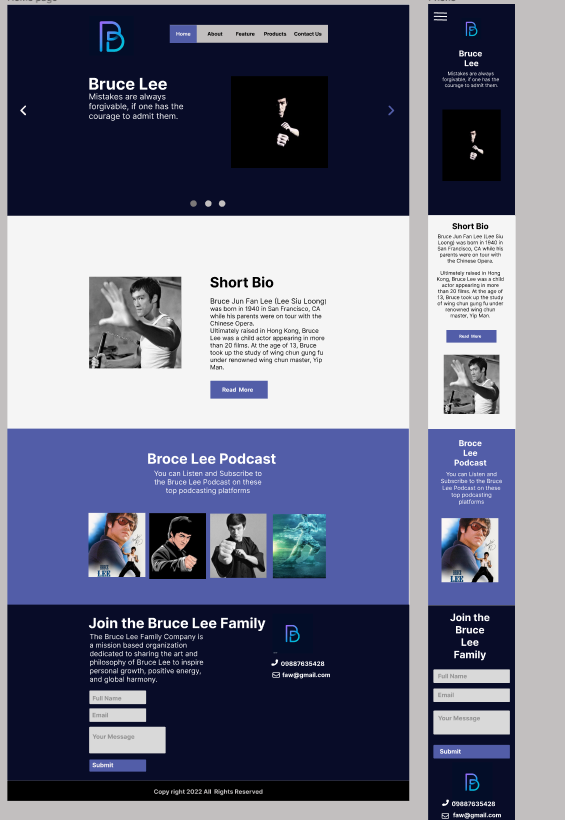 Home page
Home
About
Feature
Products
Contact Us
Bruce Lee
Mistakes are always
forgivable, if one has the
courage to admit them.
Short Bio
Bruce Jun Fan Lee (Lee Siu Loong)
was born in 1940 in San Francisco, CA
while his parents were on tour with the
Chinese Opera.
Ultimately raised in Hong Kong, Bruce
Lee was a child actor appearing in more
than 20 films. At the age of 13, Bruce
took up the study of wing chun gung fu
under renowned wing chun master, Yip
Man.
Read More
Broce Lee Podcast
You can Listen and Subscribe to
the Bruce Lee Podcast on these
top podcasting platforms
LEE
Join the Bruce Lee Family
The Bruce Lee Family Company is
a mission based organization
dedicated to sharing the art and
philosophy of Bruce Lee to inspire
personal growth, positive energy,
and global harmony.
09887635428
faw@gmail.com
Full Name
Email
Your Message
Submit
Copy right 2022 All Rights Reserved
Bruce
Lee
Mistakes are always
forgivable, if one has the
courage to admit them.
Short Bio
Bruce Jun Fan Lee (Lee Siu
Loong) was born in 1940 in
San Francisco, CA while his
parents were on tour with
the Chinese Opera.
Ultimately raised in Hong
Kong, Bruce Lee was a child
actor appearing in more
than 20 films. At the age of
13, Bruce took up the study
of wing chun gung fu under
renowned wing chun
master, Yip Man.
Read More
Broce
Lee
Podcast
You can Listen and
Subscribe to the Bruce
Lee Podcast on these
top podcasting
platforms
LEE
Join the
Bruce
Lee
Family
Full Name
Email
Your Message
Submit
09887635428
faw@gmail.com